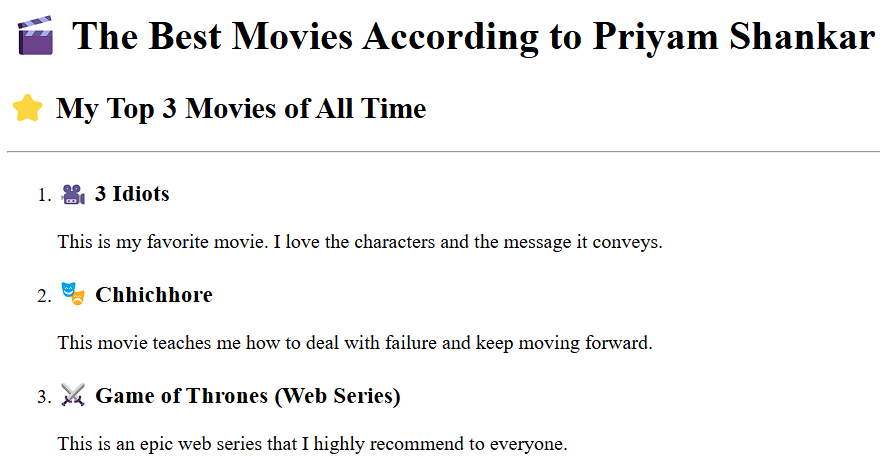 🎬 The Best Movies According to Priyam Shankar
⭐ My Top 3 Movies of All Time
1. 🎥 3 Idiots
This is my favorite movie. I love the characters and the message it conveys.
2. 🎭 Chhichhore
This movie teaches me how to deal with failure and keep moving forward.
3. ⚔️ Game of Thrones (Web Series)
This is an epic web series that I highly recommend to everyone.